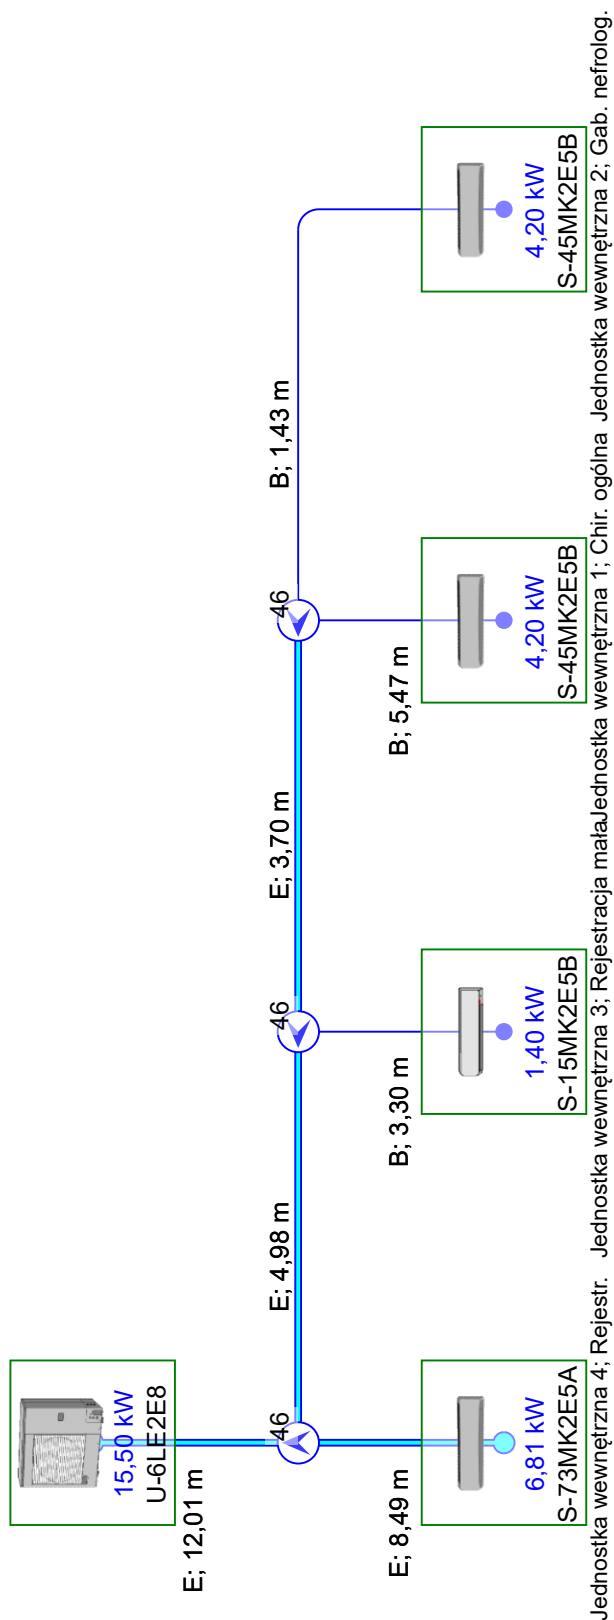 15,50 kW
U-6LE2E8
E; 12,01 m
46
E; 4,98 m
46
E; 3,70 m
46
B; 1,43 m
E; 8,49 m
6,81 kW
S-73MK2E5A
Jednostka wewnętrzna 4; Rejestr.
B; 3,30 m
1,40 kW
S-15MK2E5B
Jednostka wewnętrzna 3; Rejestracja mała
B; 5,47 m
4,20 kW
S-45MK2E5B
Jednostka wewnętrzna 1; Chir. ogólna
4,20 kW
S-45MK2E5B
Jednostka wewnętrzna 2; Gab. nefrolog.